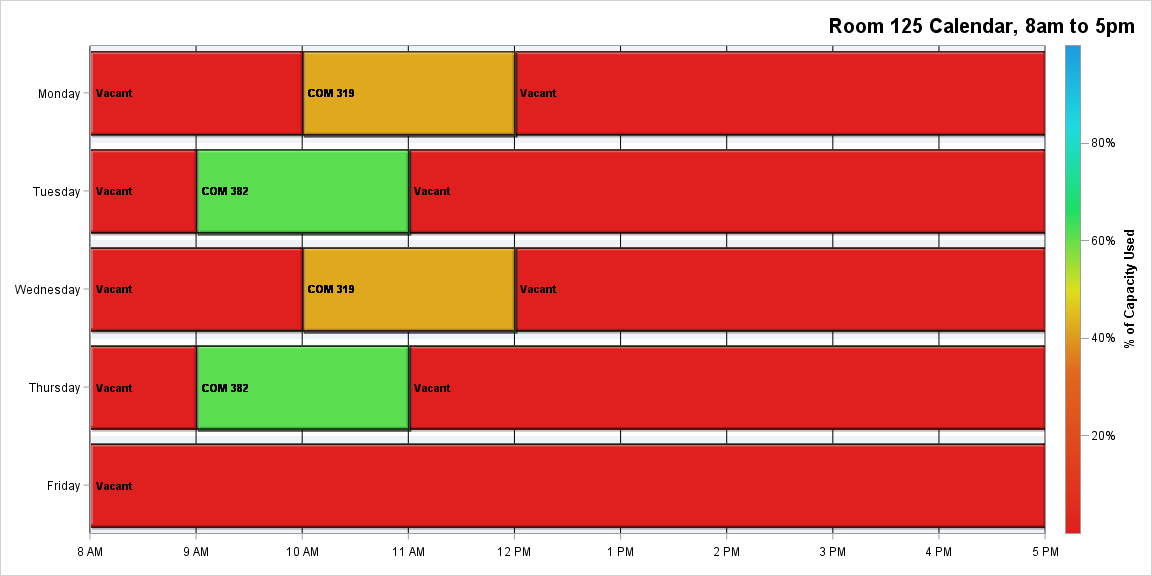 Room 125 Calendar, 8am to 5pm
Monday
Vacant
COM 319
Vacant
Tuesday
Vacant
COM 382
Vacant
Wednesday
Vacant
COM 319
Vacant
Thursday
Vacant
COM 382
Vacant
Friday
Vacant
8 AM
9 AM
10 AM
11 AM
12 PM
1 PM
2 PM
3 PM
4 PM
5 PM
80%
60%
40%
20%
% of Capacity Used